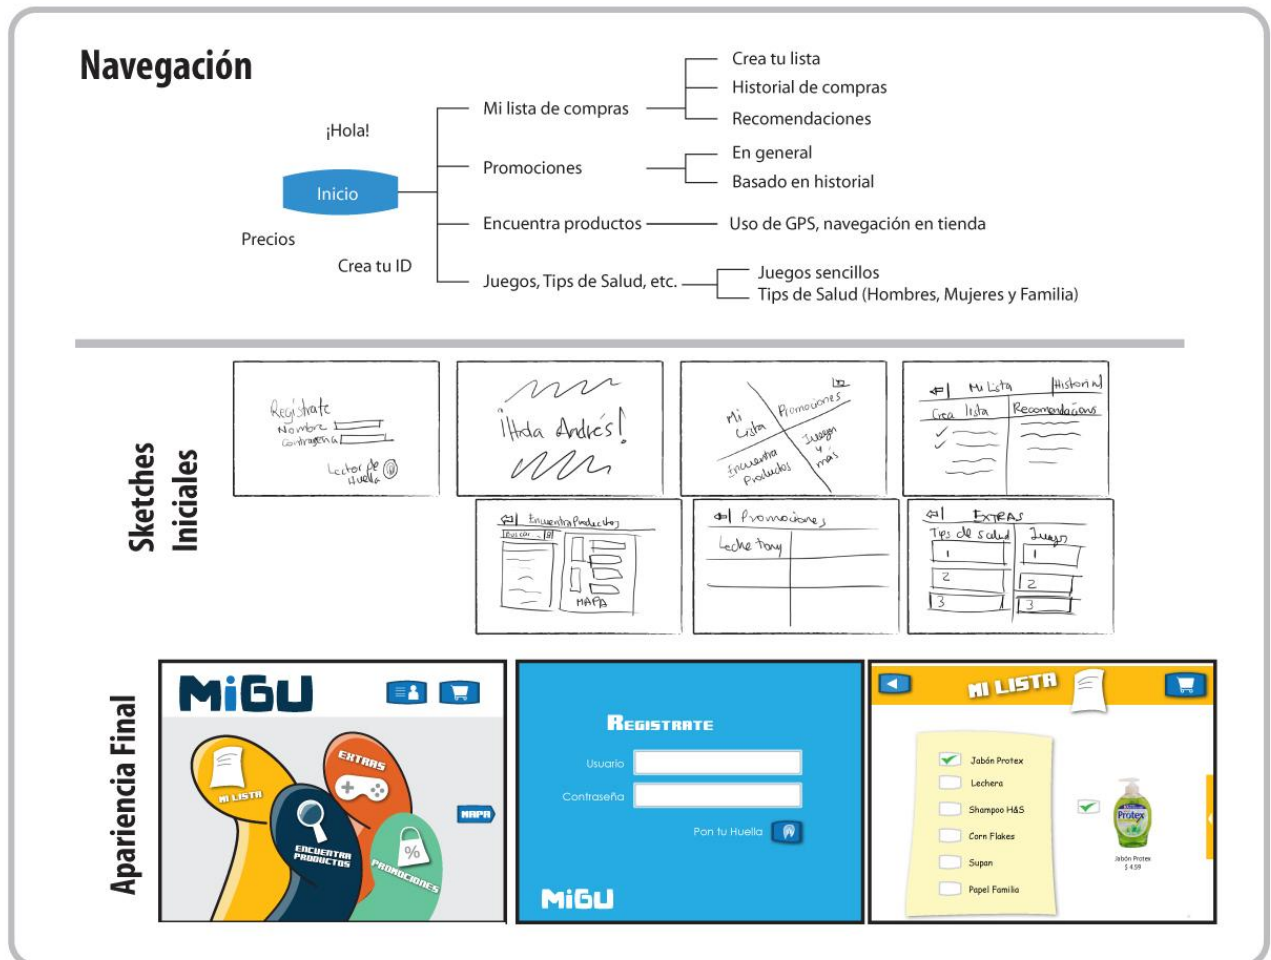 Navegación
¡Hola!
Inicio
Precios
Crea tu ID
Mi lista de compras
Crea tu lista
Historial de compras
Recomendaciones
Promociones
En general
Basado en historial
Encuentra productos
Uso de GPS, navegación en tienda
Juegos, Tips de Salud, etc.
Juegos sencillos
Tips de Salud (Hombres, Mujeres y Familia)
Sketches
Iniciales
Regístrate
Nombre
Contraseña
Lector de
Huella
¡Hola Andrés!
Mi
Lista
Promociones
Encuentra
Productos
Juegos
y
más
Mi Lista
Historial
Crea lista
Recomendacions
Encuentra Productos
Buscar
MAPA
Promociones
Leche Tony
EXTRAS
Tips de salud
Juegos
1
1
2
2
3
3
Apariencia Final
MiGU
MI LISTA
EXTRAS
ENCUENTRA
PRODUCTOS
%
PROMOCIONES
MAPA
REGISTRATE
Usuario
Contraseña
Pon tu Huella
MiGU
MI LISTA
Jabón Protex
Lechera
Shampoo H&S
Corn Flakes
Supan
Papel Familia
Protex
Jabón Protex
$ 4.59